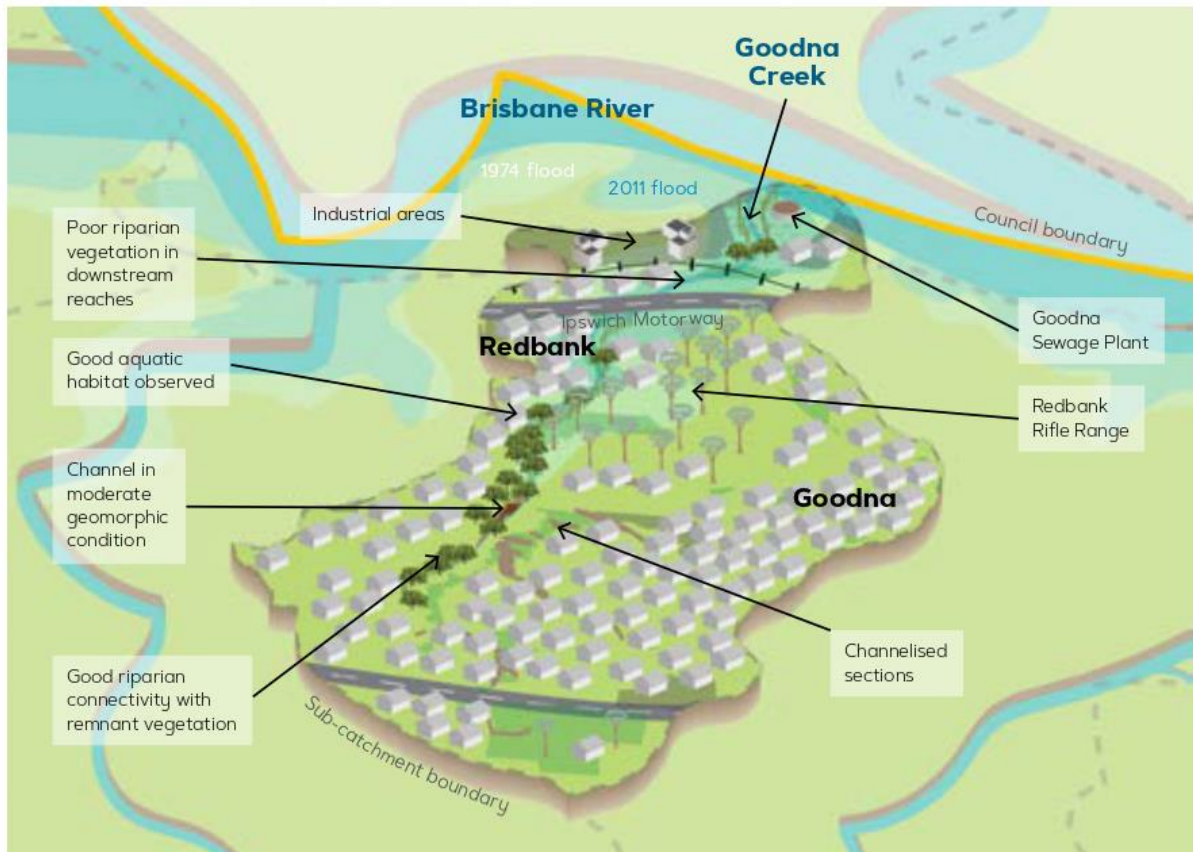 Goodna
Creek
Brisbane River
1974 flood
2011 flood
Industrial areas
Council boundary
Poor riparian
vegetation in
downstream
reaches
Ipswich Motorway
Goodna
Sewage Plant
Redbank
Good aquatic
habitat observed
Redbank
Rifle Range
Channel in
moderate
geomorphic
condition
Goodna
Channelised
sections
Good riparian
connectivity with
remnant vegetation
Sub-catchment boundary